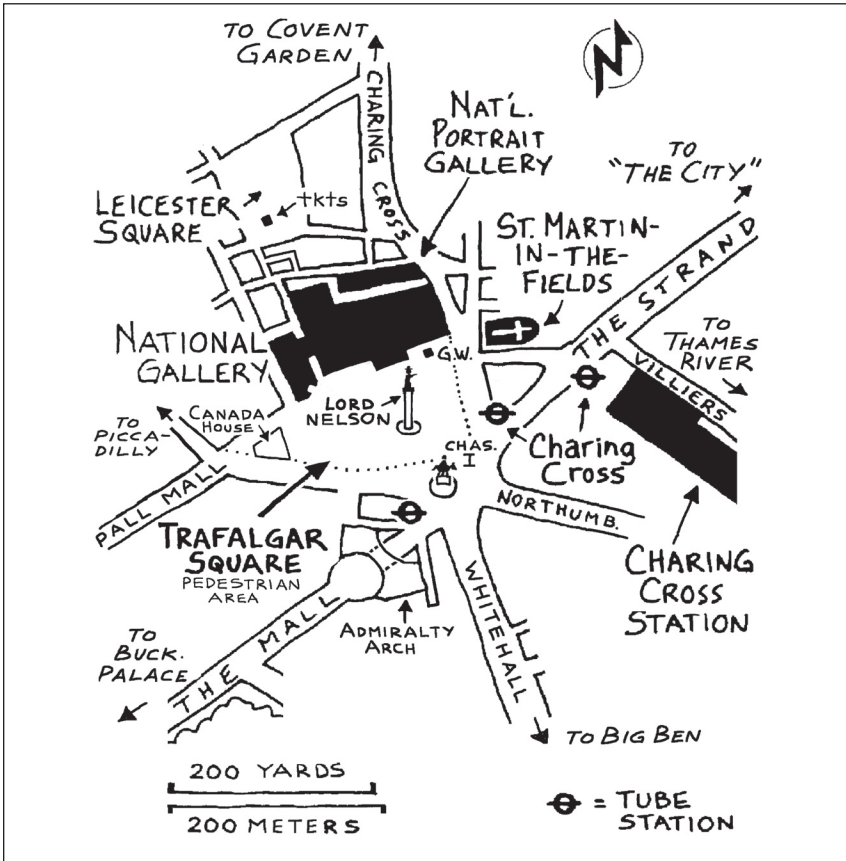 TO COVENT
GARDEN
CHARING CROSS
N
NAT'L.
PORTRAIT
GALLERY
TO
"THE CITY"
LEICESTER
SQUARE
tkts
ST. MARTIN-
IN-THE-
FIELDS
THE STRAND
TO
THAMES
RIVER
VILLIERS
NATIONAL
GALLERY
G.W.
LORD
NELSON
CANADA
HOUSE
TO
PICCA-
DILLY
CHAS.
I
Charing
Cross
PALL MALL
NORTHUMB.
TRAFALGAR
SQUARE
PEDESTRIAN
AREA
CHARING
CROSS
STATION
WHITEHALL
ADMIRALTY
ARCH
THE MALL
TO
BUCK.
PALACE
TO BIG BEN
200 YARDS
200 METERS
= TUBE
STATION